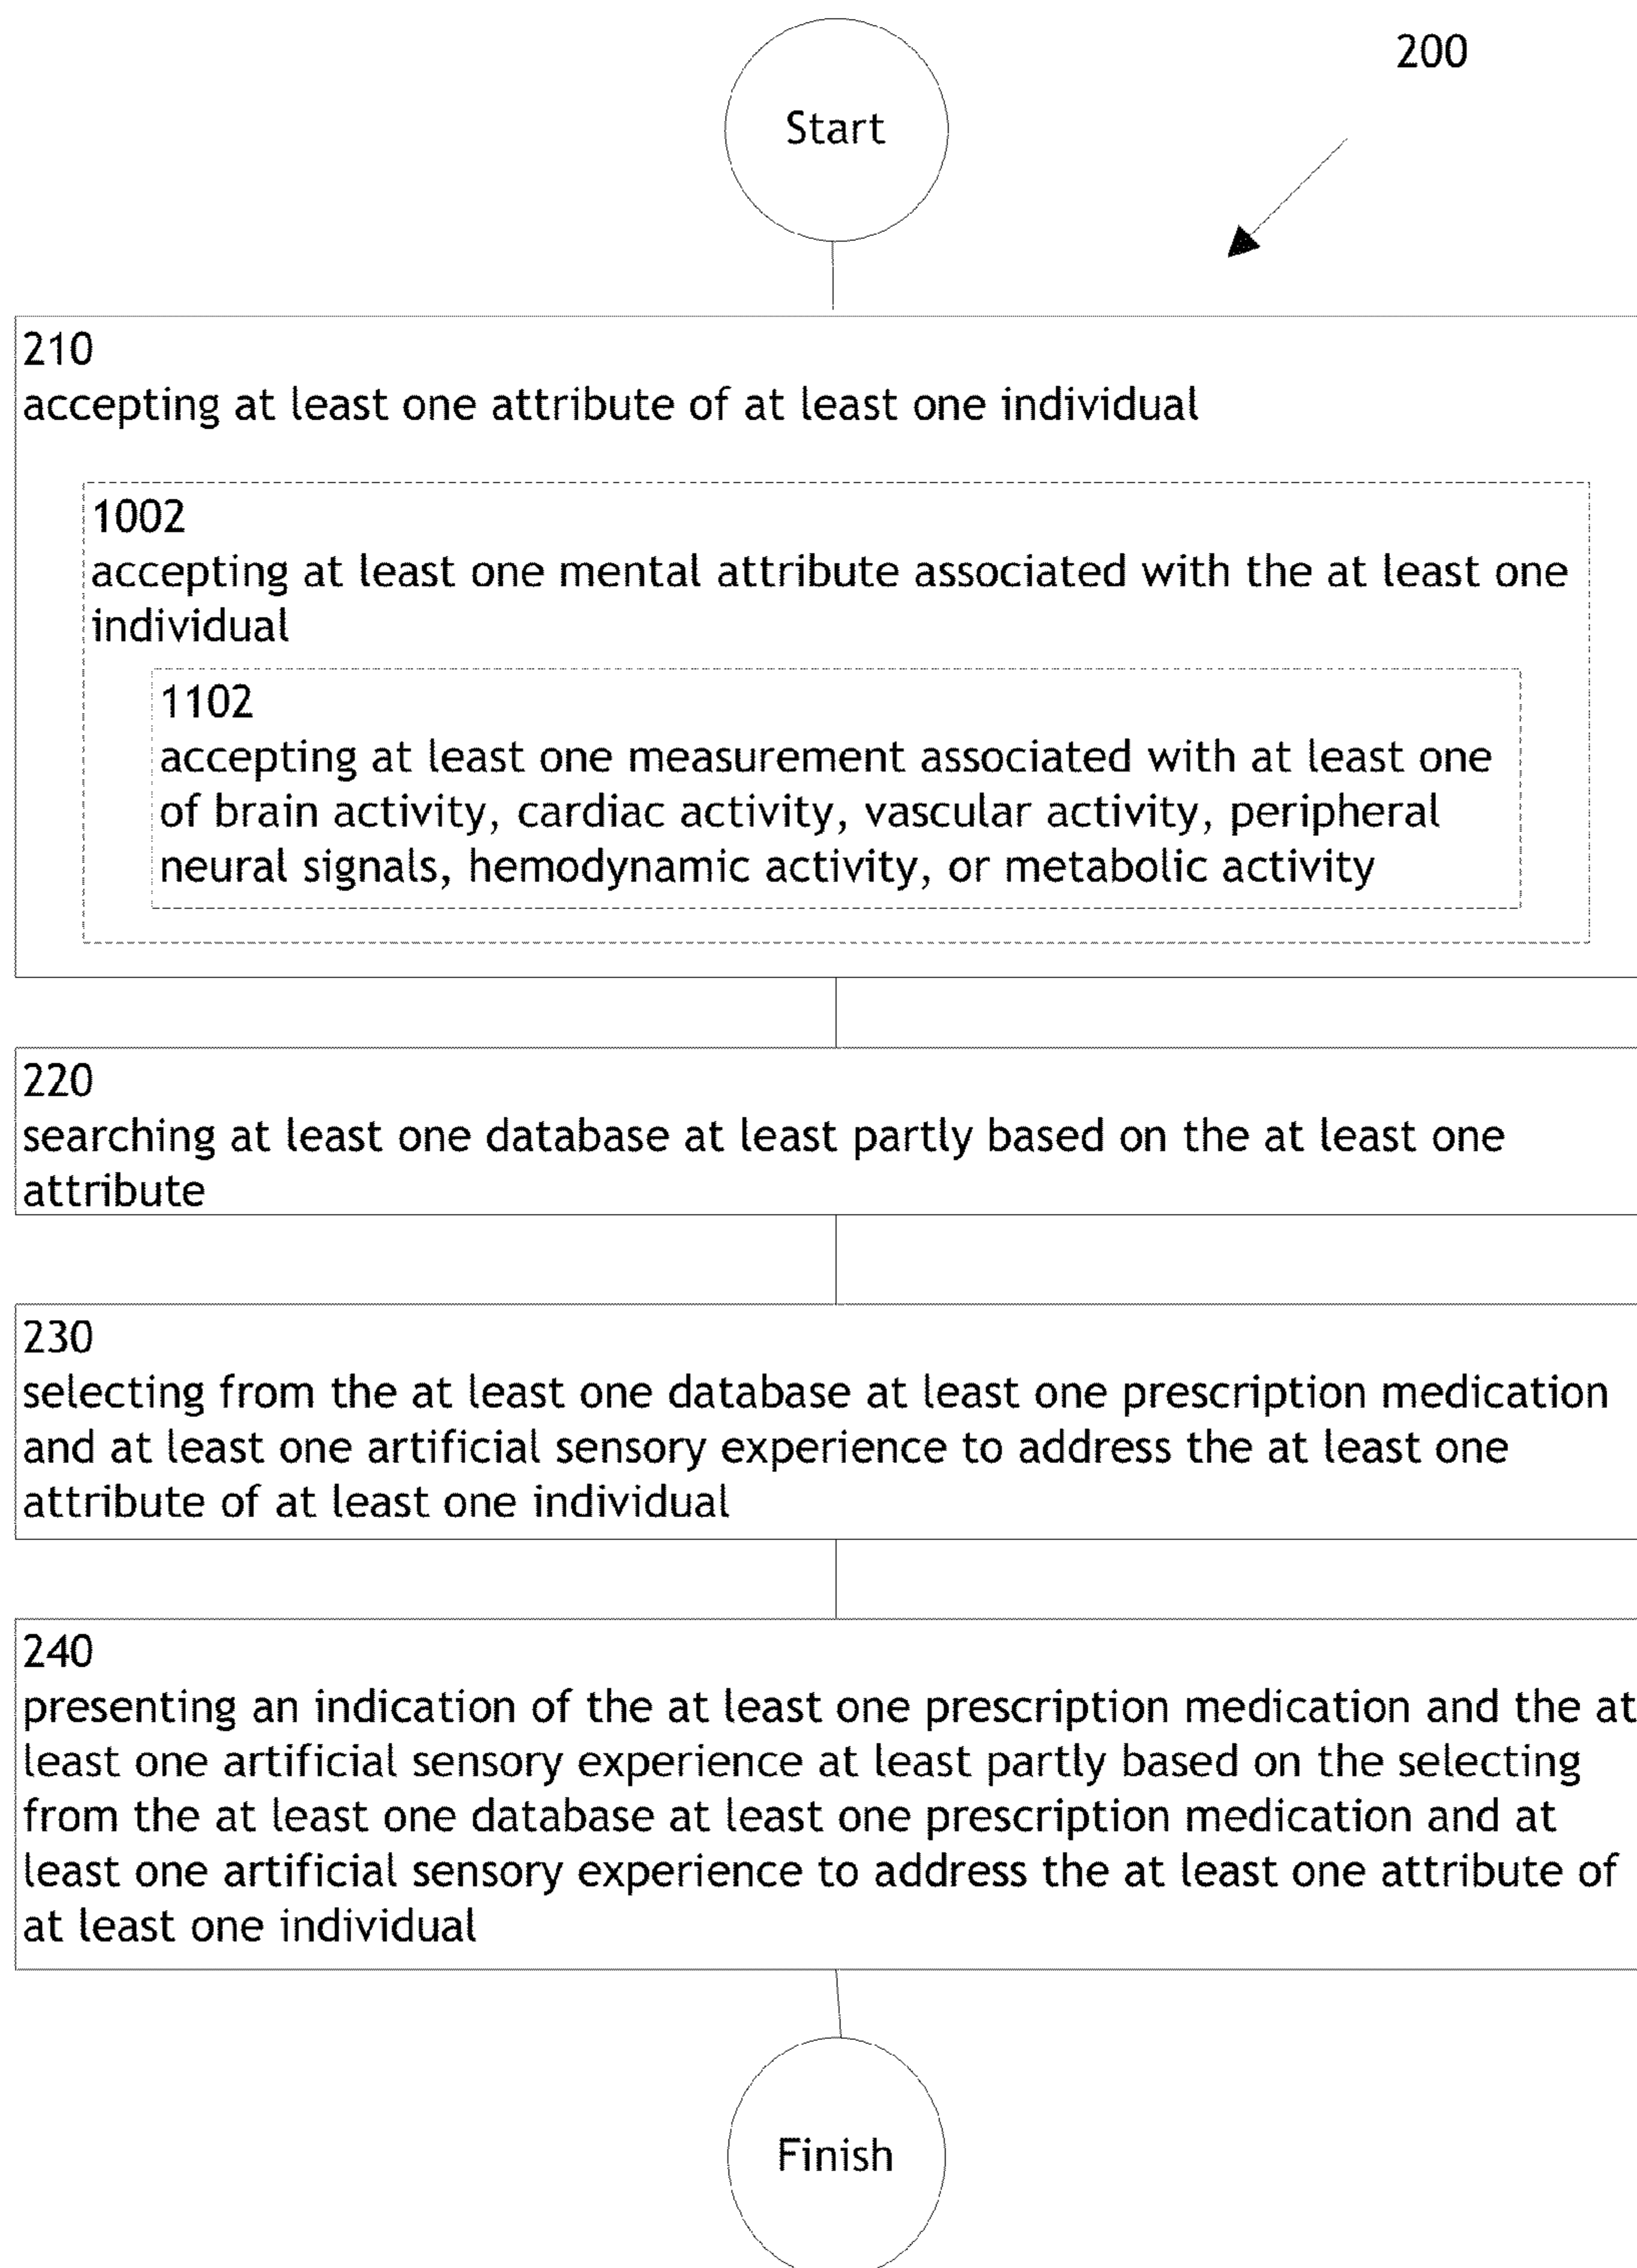 200
Start
210
accepting at least one attribute of at least one individual
1002
accepting at least one mental attribute associated with the at least one
individual
1102
accepting at least one measurement associated with at least one
of brain activity, cardiac activity, vascular activity, peripheral
neural signals, hemodynamic activity, or metabolic activity
220
searching at least one database at least partly based on the at least one
attribute
230
selecting from the at least one database at least one prescription medication
and at least one artificial sensory experience to address the at least one
attribute of at least one individual
240
presenting an indication of the at least one prescription medication and the at
least one artificial sensory experience at least partly based on the selecting
from the at least one database at least one prescription medication and at
least one artificial sensory experience to address the at least one attribute of
at least one individual
Finish